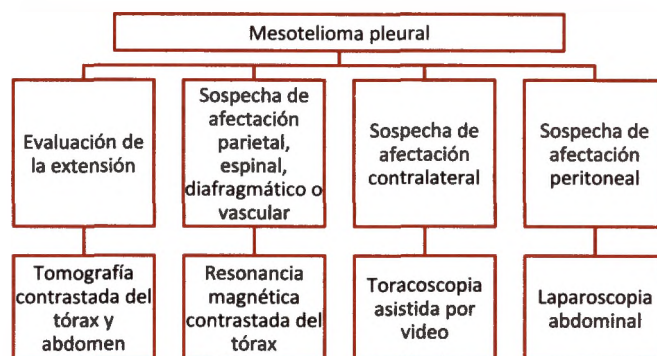 Mesotelioma pleural
Evaluación de
la extensión
Sospecha de
afectación
parietal,
espinal,
diafragmático o
vascular
Sospecha de
afectación
contralateral
Sospecha de
afectación
peritoneal
Tomografía
contrastada del
tórax y
abdomen
Resonancia
magnética
contrastada del
tórax
Toracoscopia
asistida por
video
Laparoscopia
abdominal